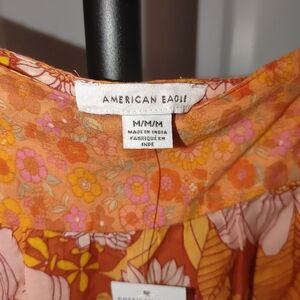 AMERICAN EAGLE
M/M/M
MADE IN INDIA
FABRIQUÉ EN
INDE